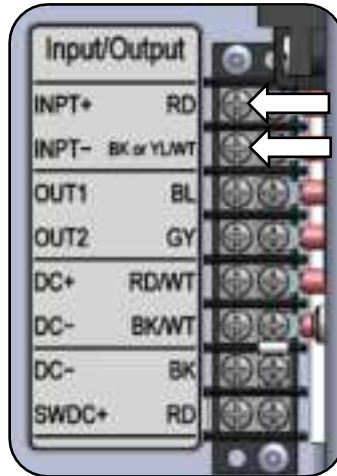 Input/Output
INPT+ RD
INPT- BK or YL/WT
OUT1 BL
OUT2 GY
DC+ RD/WT
DC- BK/WT
DC- BK
SWDC+ RD